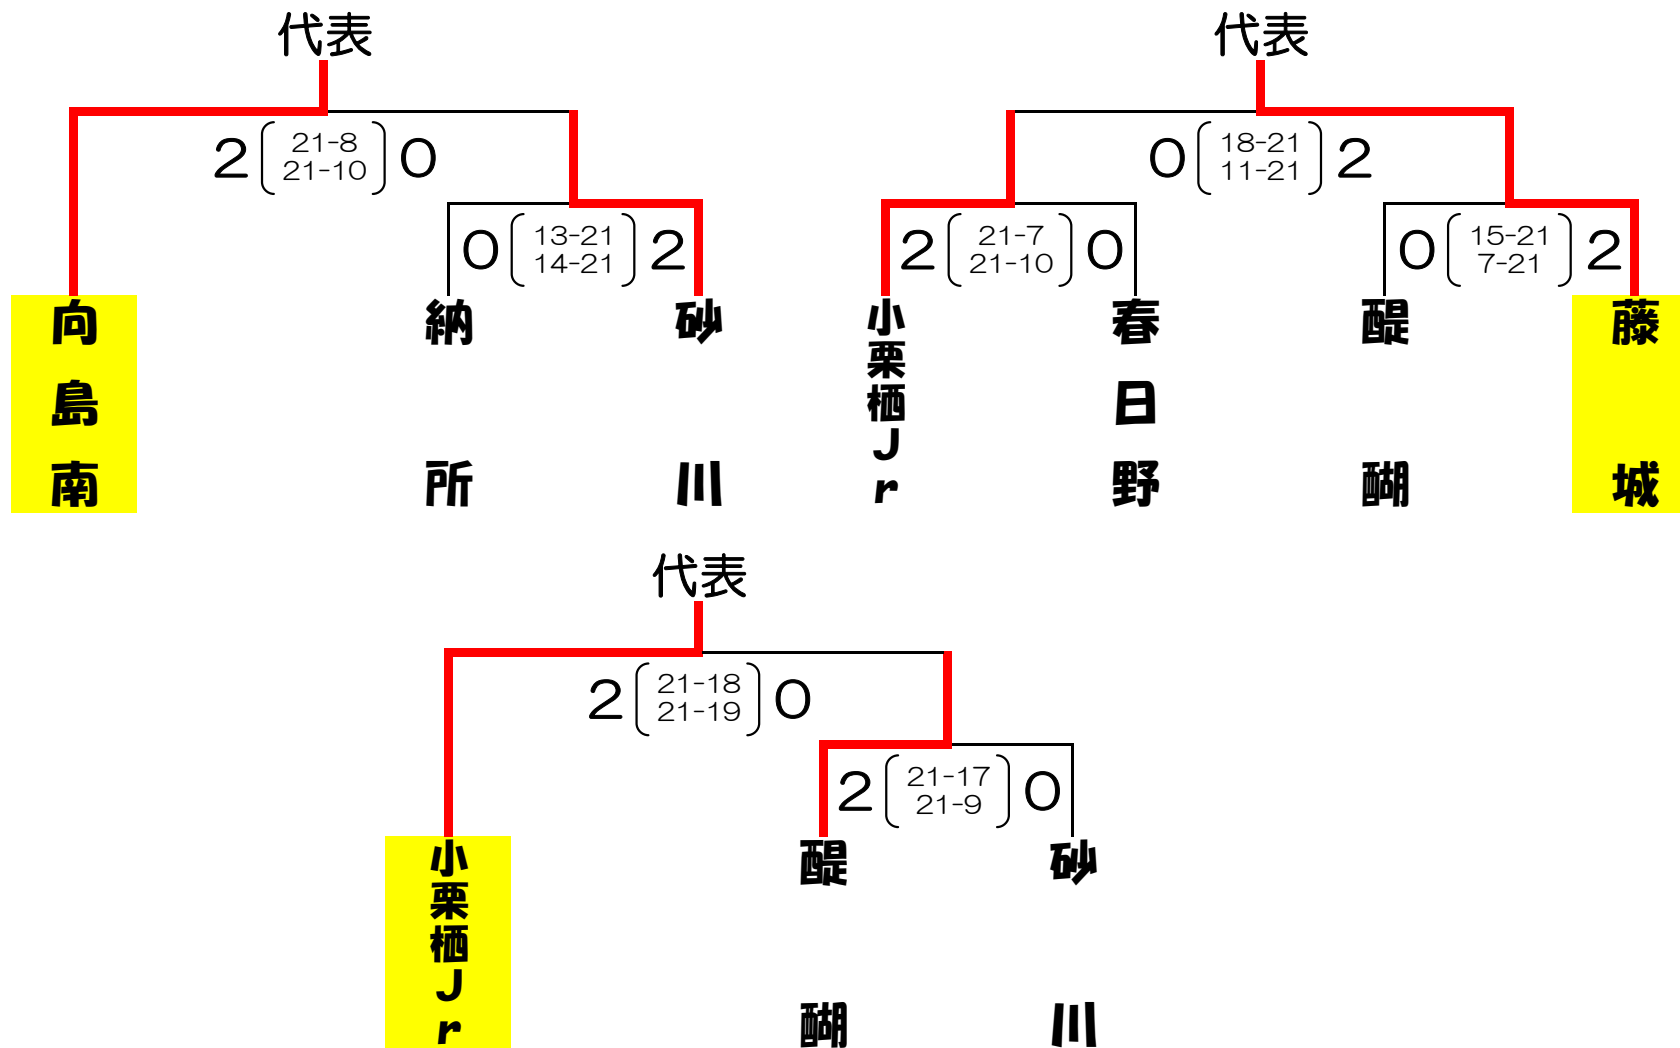 代表
代表
2 21-8 0
21-10
0 18-21 2
11-21
0 13-21 2
14-21
2 21-7 0
21-10
0 15-21 2
7-21
向島南
納所
砂川
小栗栖Jr
春日野
醍醐
藤城
代表
2 21-18 0
21-19
2 21-17 0
21-9
小栗栖Jr
醍醐
砂川